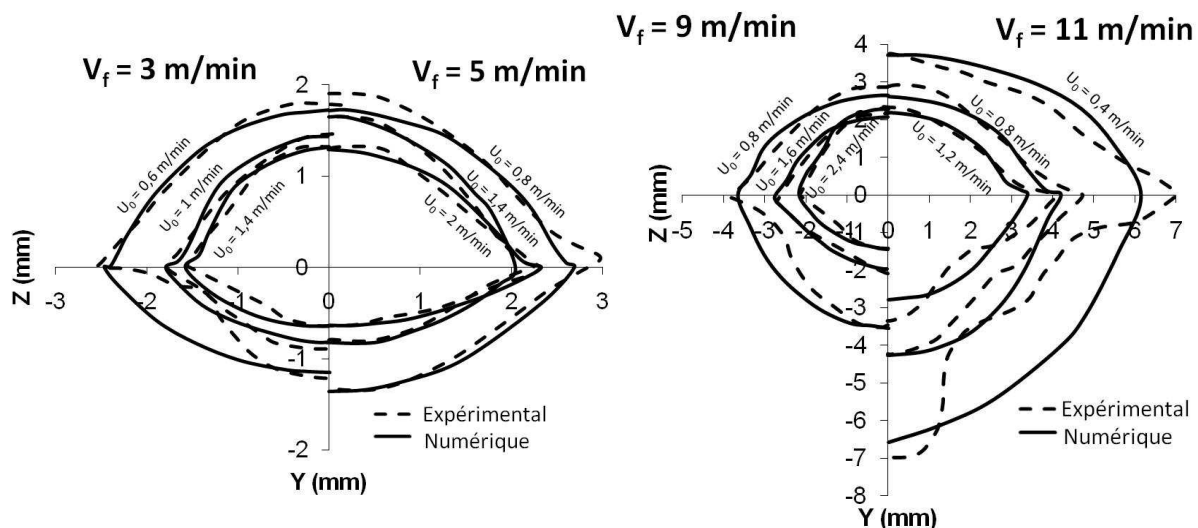 V_f = 3 m/min
V_f = 5 m/min
2
U_0 = 0,6 m/min
U_0 = 1 m/min
U_0 = 1,4 m/min
U_0 = 0,8 m/min
U_0 = 1,4 m/min
U_0 = 2 m/min
1
Z (mm)
-3 -2 -1 0 1 2 3
0
-1
-2
Expérimental
Numérique
Y (mm)
V_f = 9 m/min
V_f = 11 m/min
4
3
2
1
U_0 = 0,8 m/min
U_0 = 1,6 m/min
U_0 = 2,4 m/min
U_0 = 0,4 m/min
U_0 = 0,8 m/min
U_0 = 1,2 m/min
Z (mm)
-5 -4 -3 -2 -1 0 1 2 3 4 5 6 7
0
-1
-2
-3
-4
-5
-6
-7
-8
Expérimental
Numérique
Y (mm)